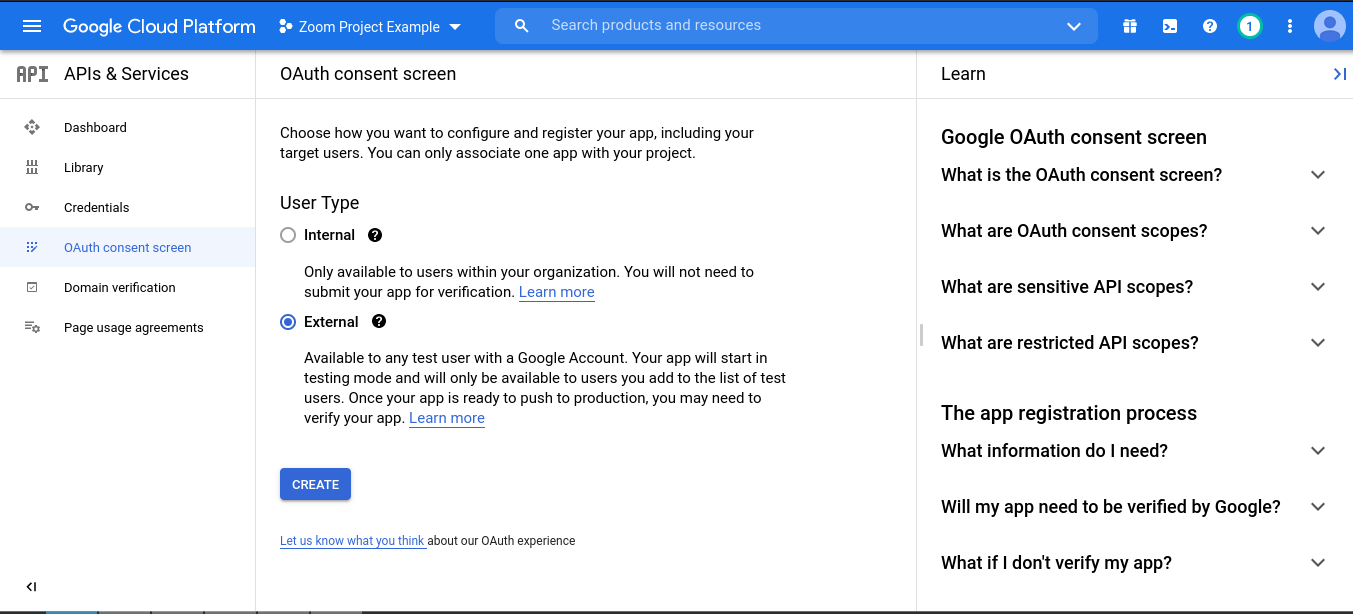 Google Cloud Platform
Zoom Project Example
Search products and resources
1
API APIs & Services
Dashboard
Library
Credentials
OAuth consent screen
Domain verification
Page usage agreements
OAuth consent screen
Choose how you want to configure and register your app, including your
target users. You can only associate one app with your project.
User Type
Internal
Only available to users within your organization. You will not need to
submit your app for verification. Learn more
External
Available to any test user with a Google Account. Your app will start in
testing mode and will only be available to users you add to the list of test
users. Once your app is ready to push to production, you may need to
verify your app. Learn more
CREATE
Let us know what you think about our OAuth experience
Learn
Google OAuth consent screen
What is the OAuth consent screen?
What are OAuth consent scopes?
What are sensitive API scopes?
What are restricted API scopes?
The app registration process
What information do I need?
Will my app need to be verified by Google?
What if I don't verify my app?